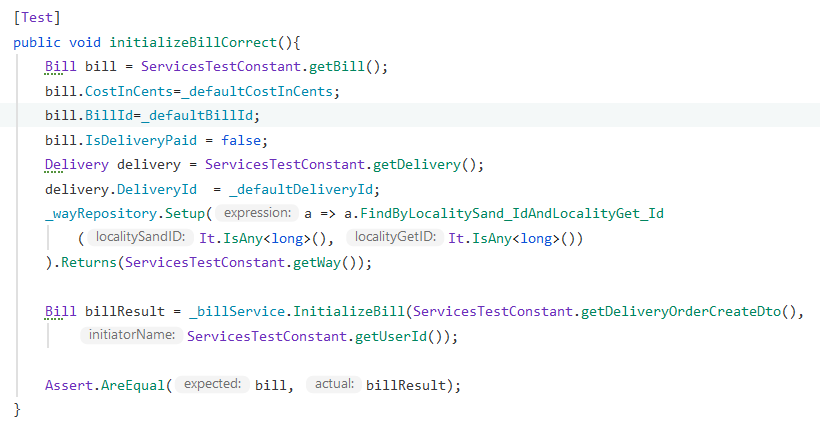 [Test]
public void initializeBillCorrect(){
Bill bill = ServicesTestConstant.getBill();
bill.CostInCents=_defaultCostInCents;
bill.BillId=_defaultBillId;
bill.IsDeliveryPaid = false;
Delivery delivery = ServicesTestConstant.getDelivery();
delivery.DeliveryId  = _defaultDeliveryId;
_wayRepository.Setup( expression: a => a.FindByLocalitySand_IdAndLocalityGet_Id
( localitySandID: It.IsAny<long>(), localityGetID: It.IsAny<long>())
).Returns(ServicesTestConstant.getWay());
Bill billResult = _billService.InitializeBill(ServicesTestConstant.getDeliveryOrderCreateDto(),
initiatorName: ServicesTestConstant.getUserId());
Assert.AreEqual( expected: bill, actual: billResult);
}